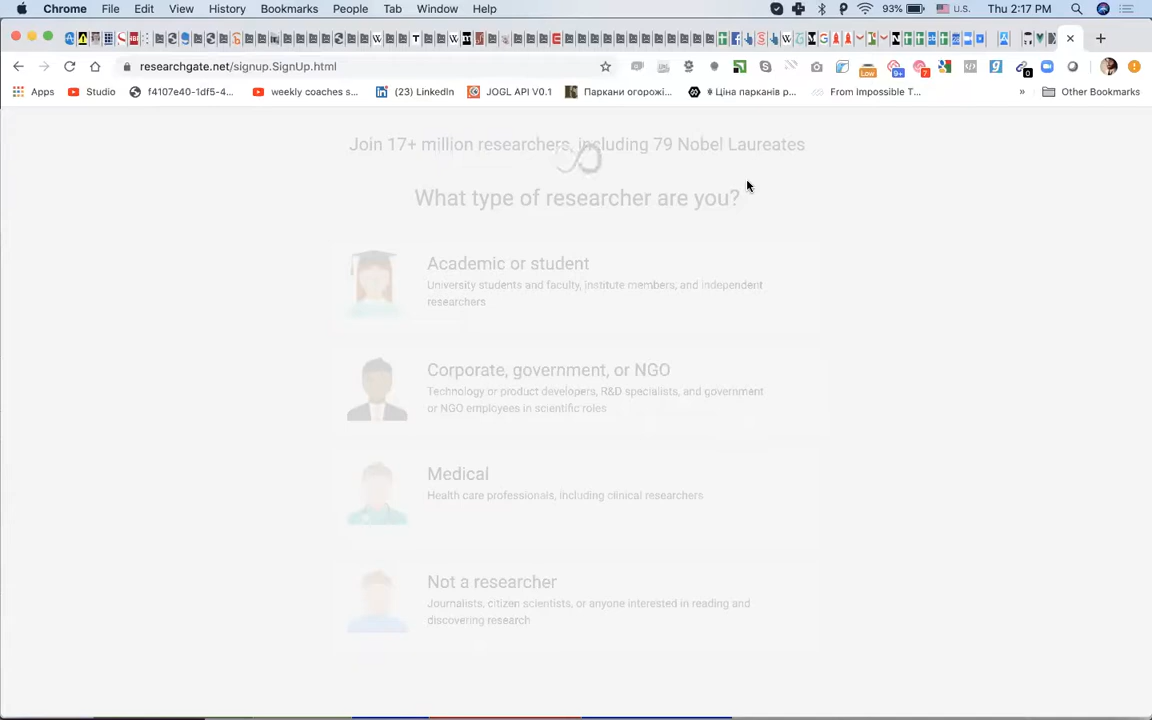 Chrome File Edit View History Bookmarks People Tab Window Help 93% U.S. Thu 2:17 PM
researchgate.net/signup.SignUp.html
Apps Studio f4107e40-1df5-4... weekly coaches s... (23) LinkedIn JOGL API V0.1 Паркани огорожі... Ціна парканів р... From Impossible T... » Other Bookmarks
Join 17+ million researchers, including 79 Nobel Laureates
What type of researcher are you?
Academic or student
University students and faculty, institute members, and independent
researchers
Corporate, government, or NGO
Technology or product developers, R&D specialists, and government
or NGO employees in scientific roles
Medical
Health care professionals, including clinical researchers
Not a researcher
Journalists, citizen scientists, or anyone interested in reading and
discovering research